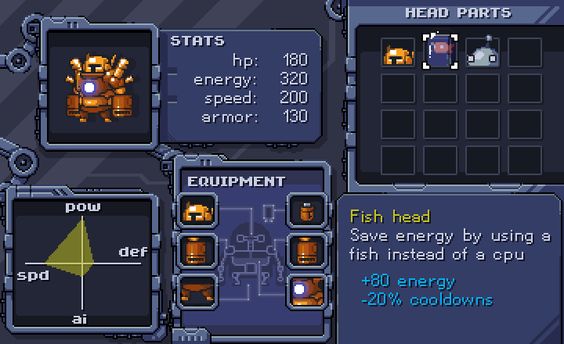 HEAD PARTS
STATS
hp: 180
energy: 320
speed: 200
armor: 130
EQUIPMENT
pow
def
spd
ai
Fish head
Save energy by using a
fish instead of a cpu
+80 energy
-20% cooldowns